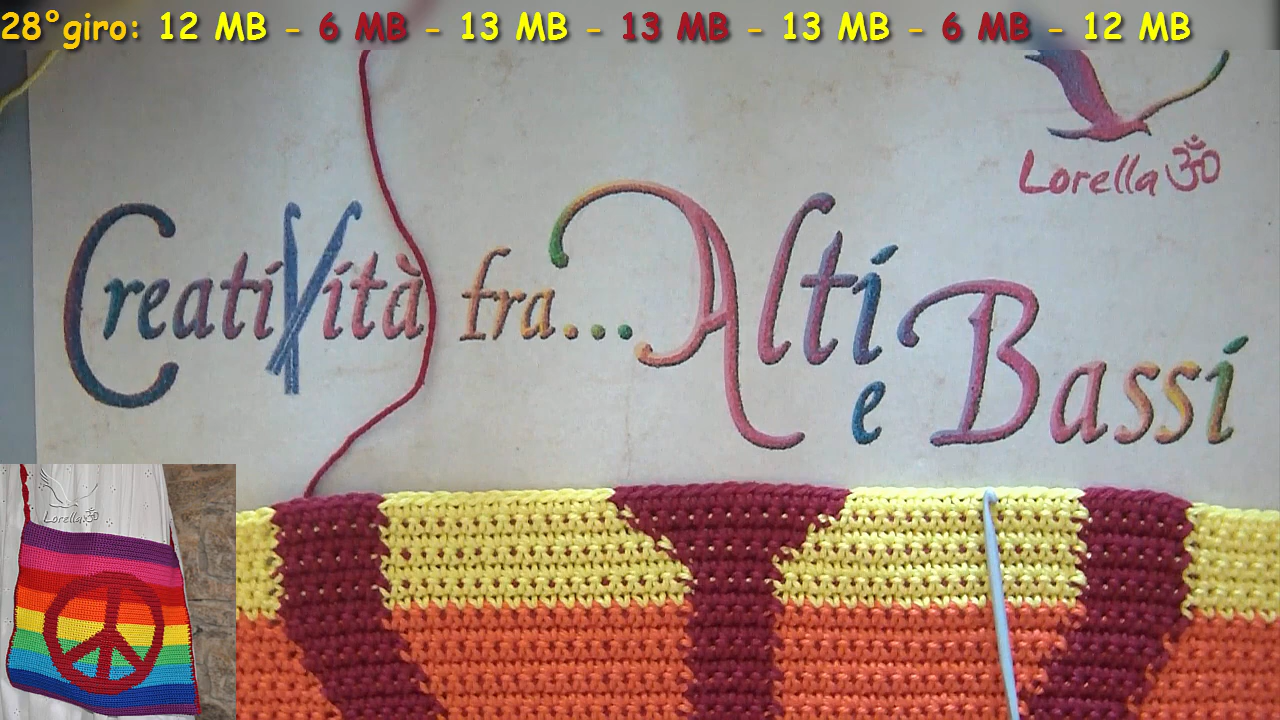 28°giro: 12 MB - 6 MB - 13 MB - 13 MB - 13 MB - 6 MB - 12 MB
Lorella ॐ
CreatiVità fra... Alti
e Bassi
Lorella ॐ